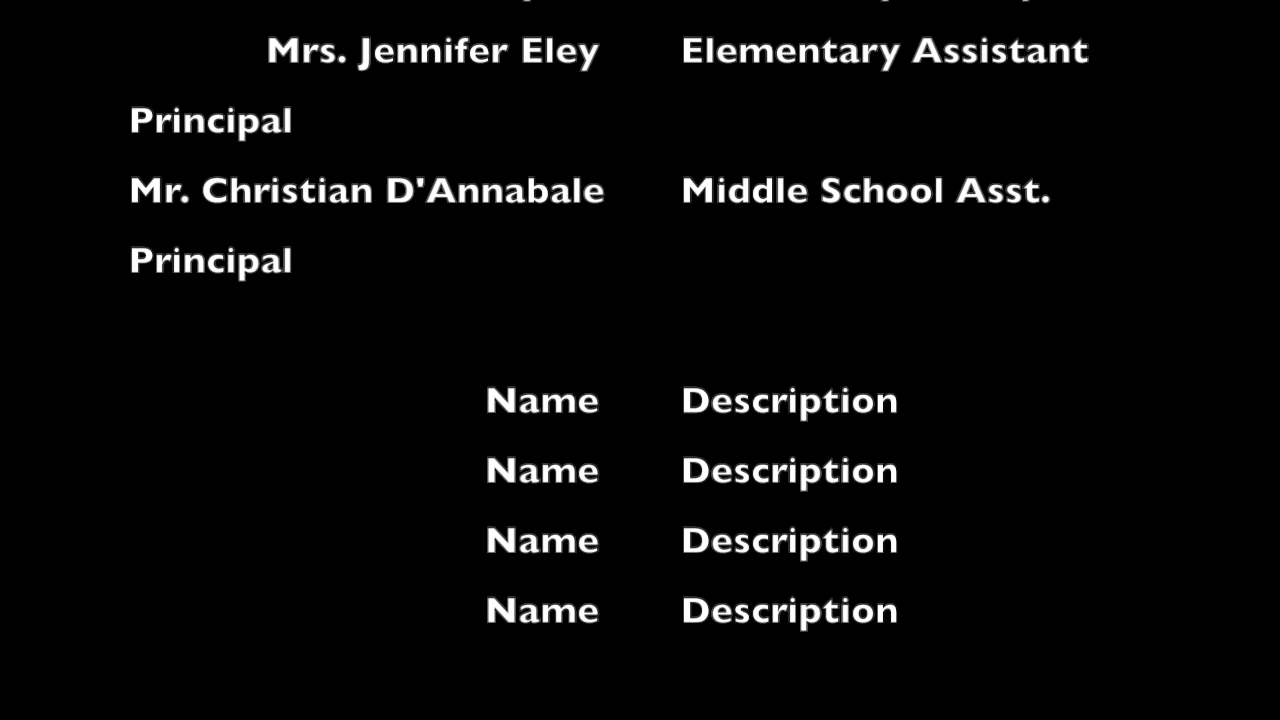 Mrs. Jennifer Eley Elementary Assistant
Principal
Mr. Christian D'Annabale Middle School Asst.
Principal
Name Description
Name Description
Name Description
Name Description